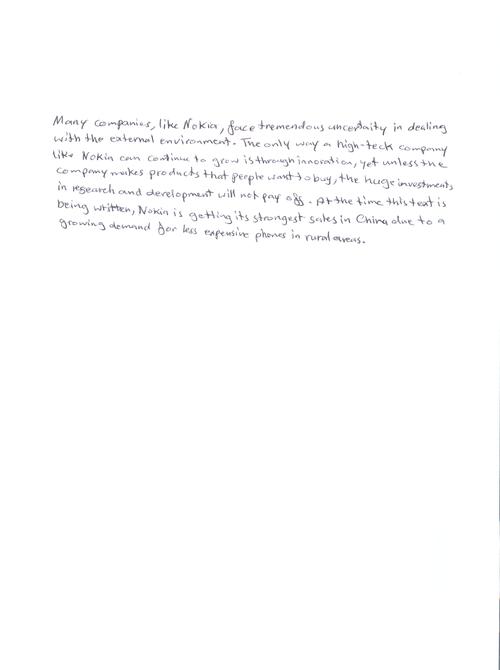 Many companies, like Nokia, face tremendous uncertaity in dealing
with the external environment. The only way a high-teck company
like Nokia can continue to grow is through innovation, yet unless the
company makes products that people want to buy, the huge investments
in research and development will not pay off. At the time this text is
being written, Nokia is getting its strongest sales in China due to a
growing demand for less expensive phones in rural areas.